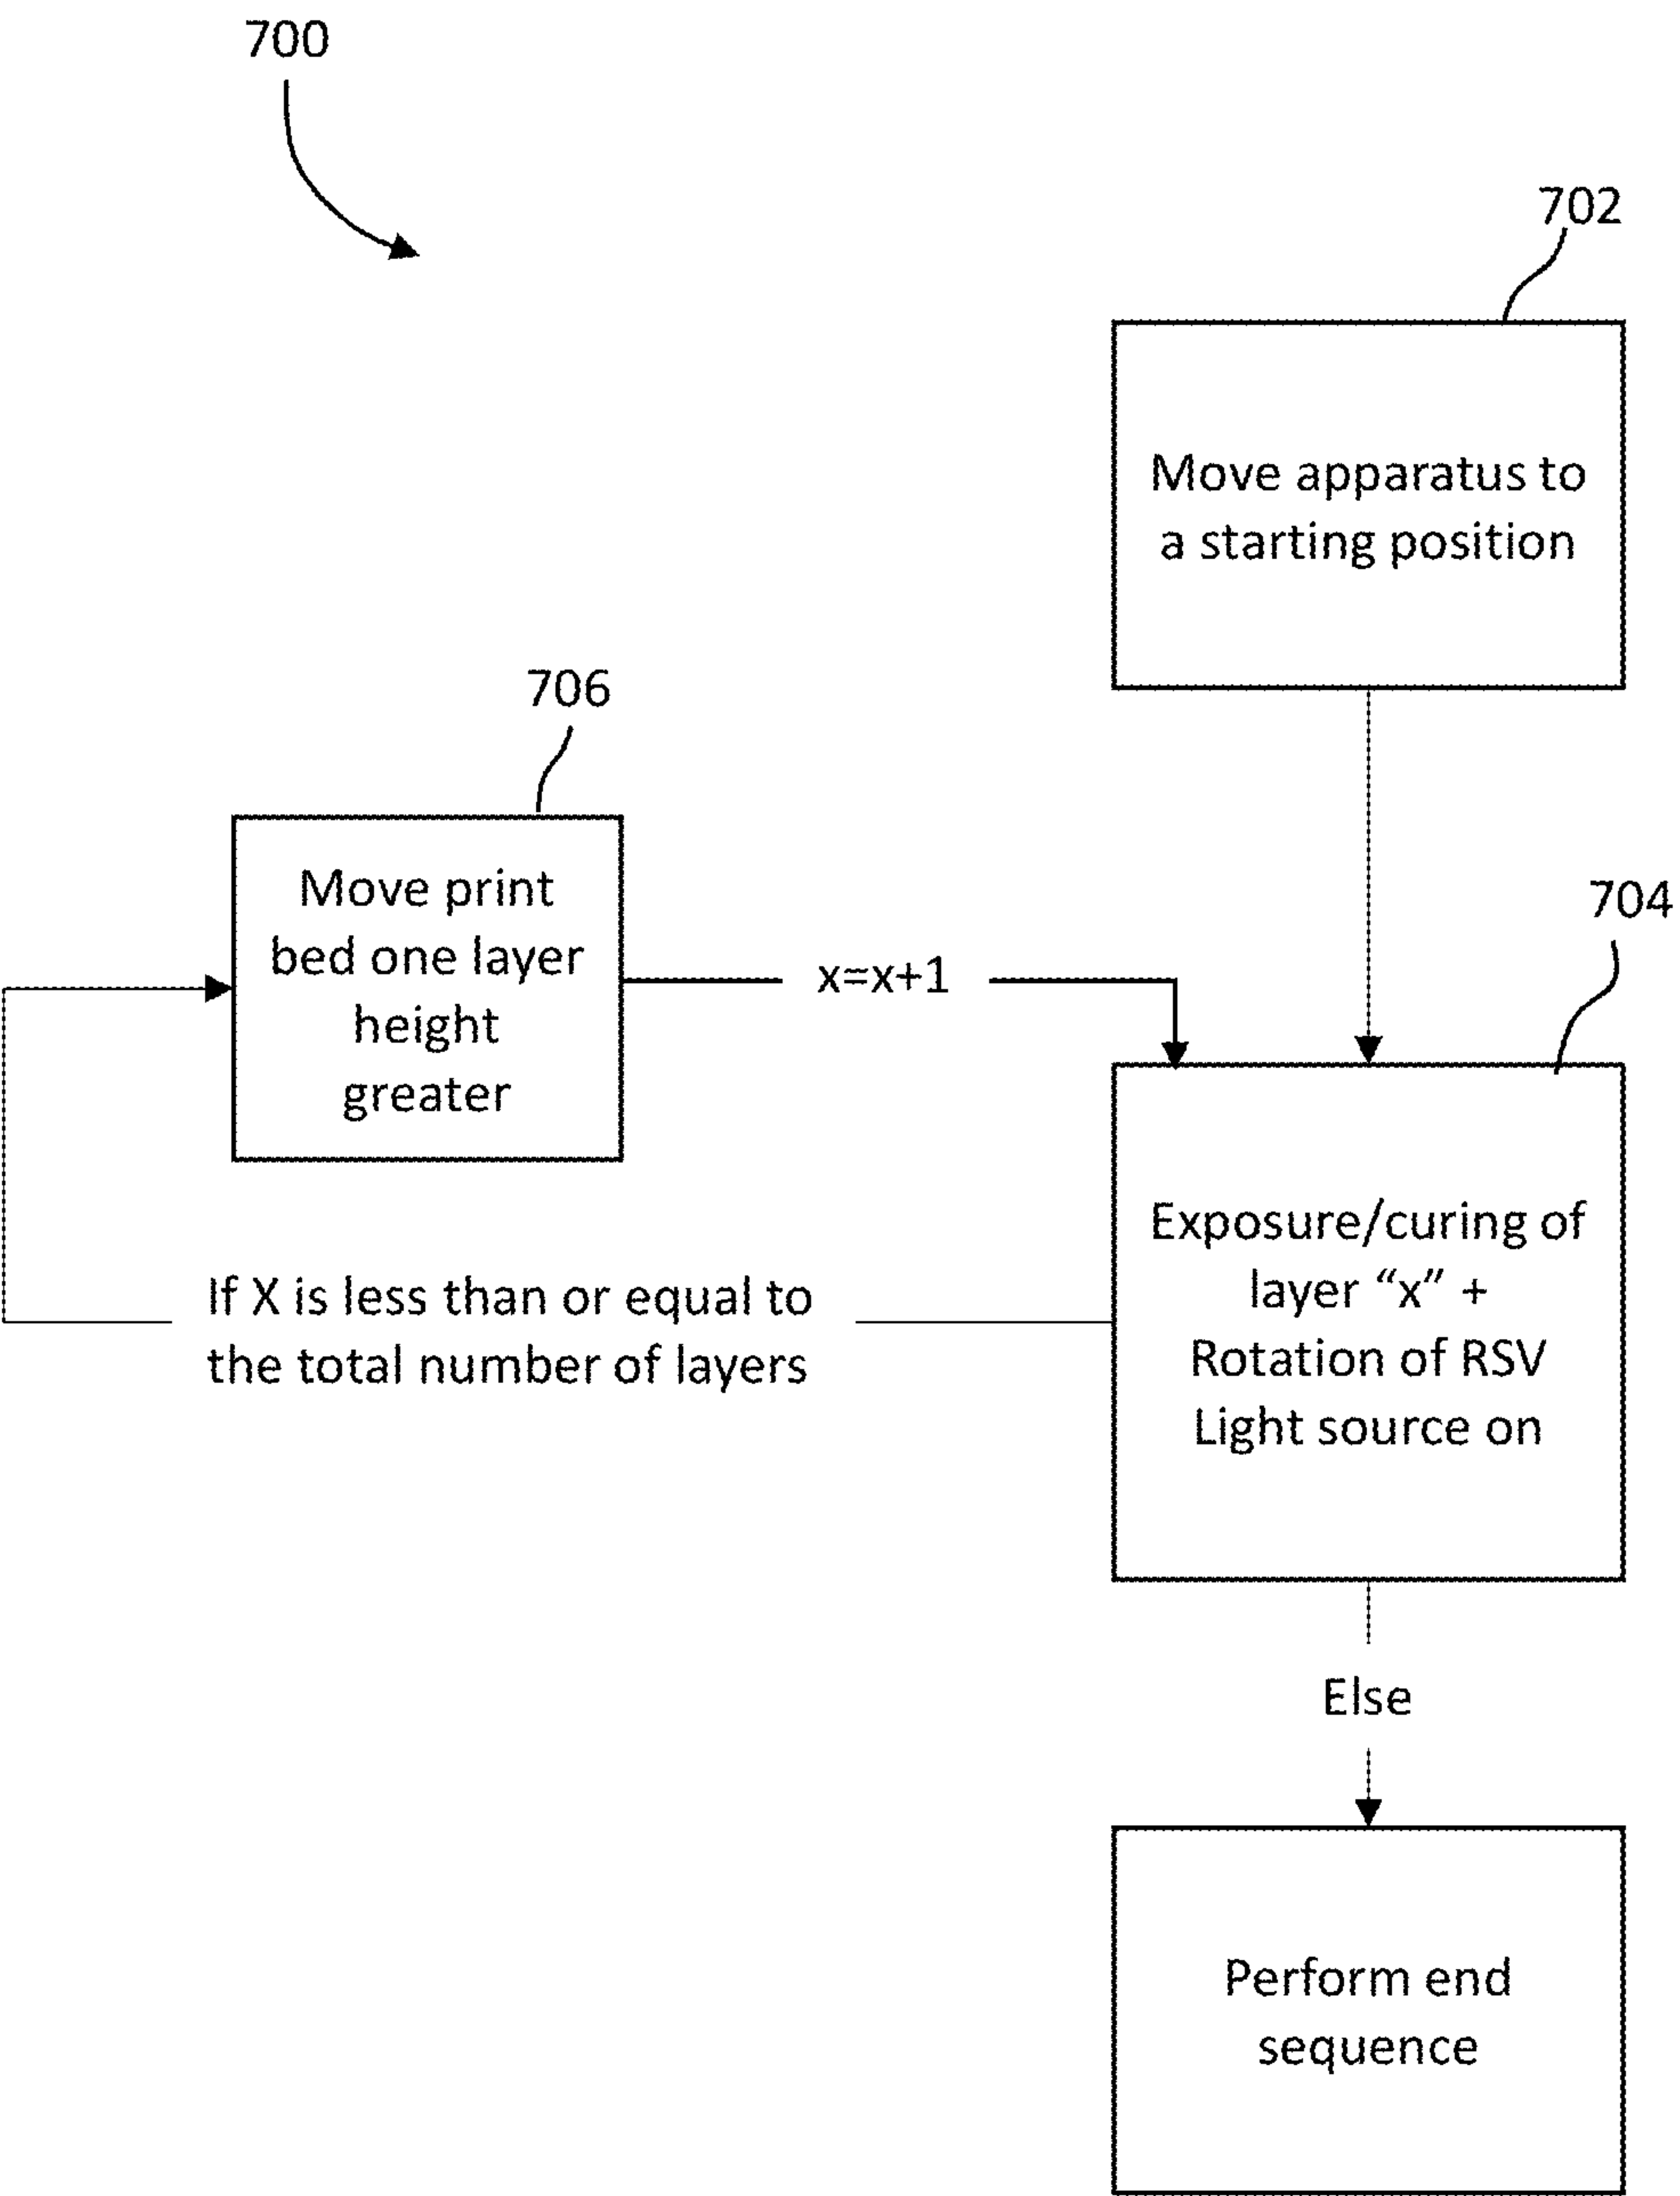 700
702
Move apparatus to
a starting position
706
Move print
bed one layer
height
greater
x=x+1
704
Exposure/curing of
layer “x” +
Rotation of RSV
Light source on
If X is less than or equal to
the total number of layers
Else
Perform end
sequence